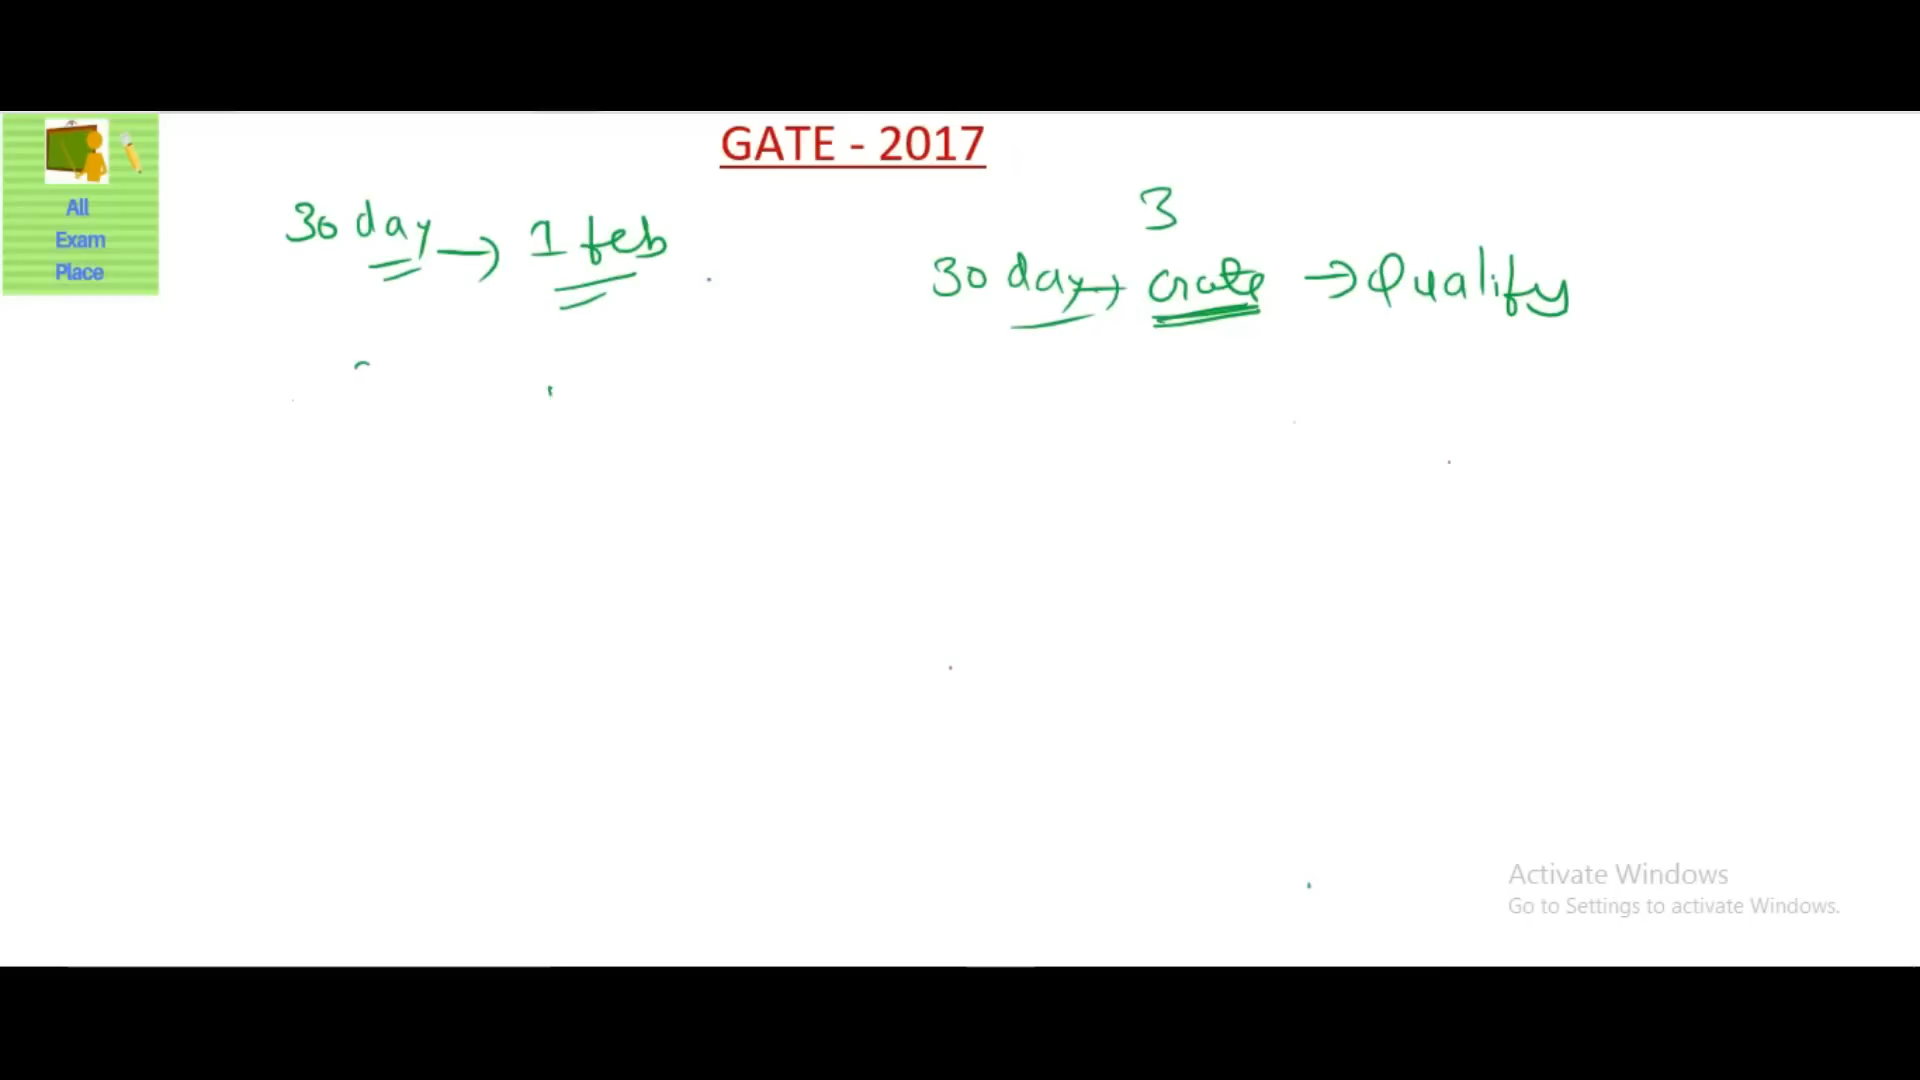 GATE - 2017
All
Exam
Place
30 day → 1 feb
3
30 day → crate → Qualify
Activate Windows
Go to Settings to activate Windows.